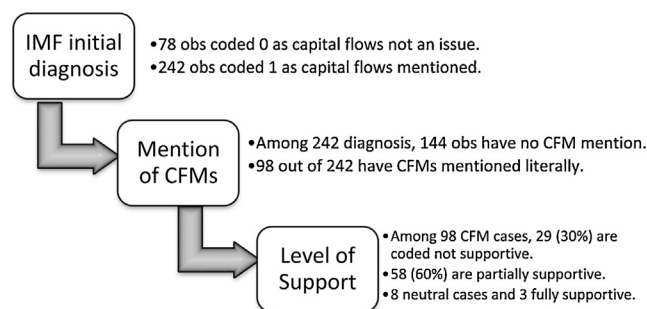 IMF initial
diagnosis
•78 obs coded 0 as capital flows not an issue.
•242 obs coded 1 as capital flows mentioned.
Mention
of CFMs
•Among 242 diagnosis, 144 obs have no CFM mention.
•98 out of 242 have CFMs mentioned literally.
Level of
Support
•Among 98 CFM cases, 29 (30%) are
coded not supportive.
•58 (60%) are partially supportive.
•8 neutral cases and 3 fully supportive.